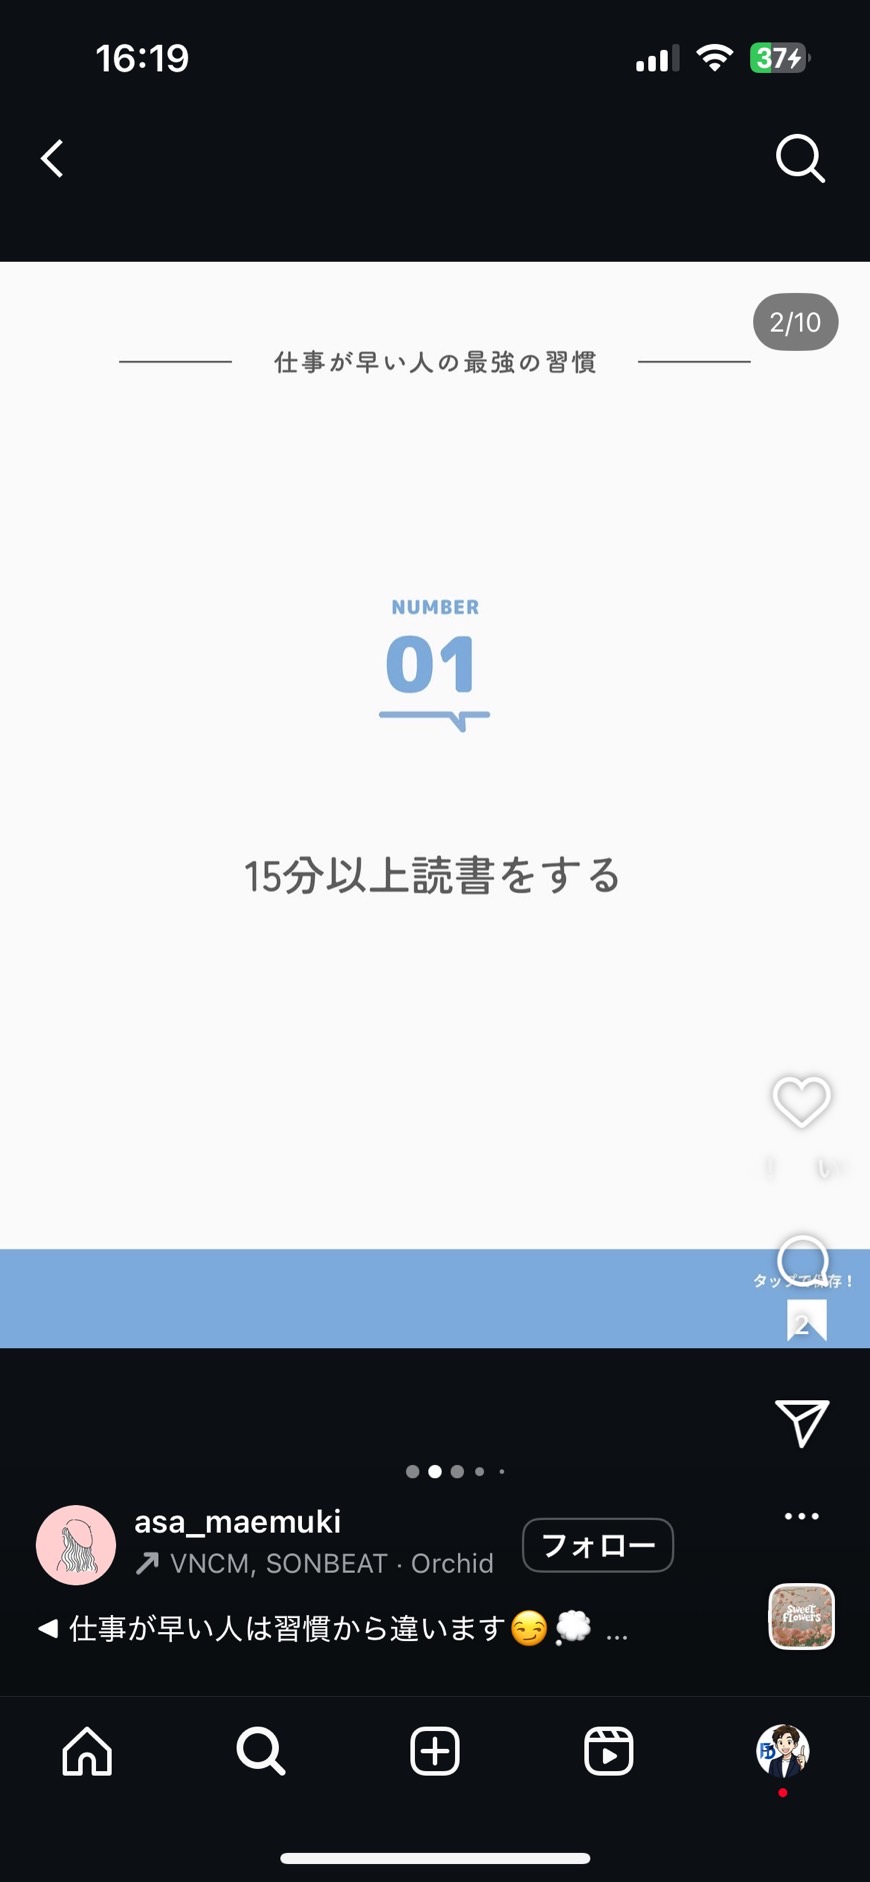 16:19
37
2/10
仕事が早い人の最強の習慣
NUMBER
01
15分以上読書をする
い
タップで保存！
2
asa_maemuki
フォロー
VNCM, SONBEAT · Orchid
仕事が早い人は習慣から違います😏💭 ...
Sweet
Flowers